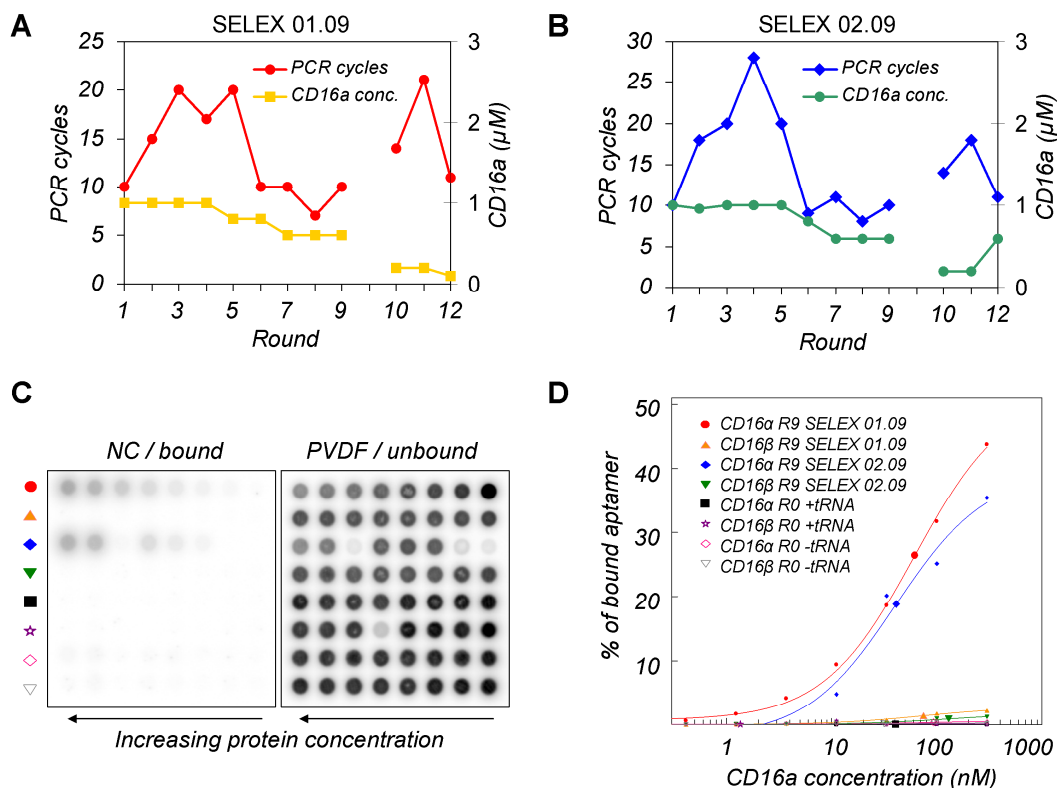 A
SELEX 01.09
25
20
15
10
5
0
PCR cycles
3
2
1
0
CD16a (µM)
PCR cycles
CD16a conc.
1 3 5 7 9 10 12
Round
B
SELEX 02.09
30
25
20
15
10
5
0
PCR cycles
3
2
1
0
CD16a (µM)
PCR cycles
CD16a conc.
1 3 5 7 9 10 12
Round
C
NC / bound
PVDF / unbound
Increasing protein concentration
D
50
40
30
20
10
% of bound aptamer
CD16α R9 SELEX 01.09
CD16β R9 SELEX 01.09
CD16α R9 SELEX 02.09
CD16β R9 SELEX 02.09
CD16α R0 +tRNA
CD16β R0 +tRNA
CD16α R0 -tRNA
CD16β R0 -tRNA
1 10 100 1000
CD16a concentration (nM)